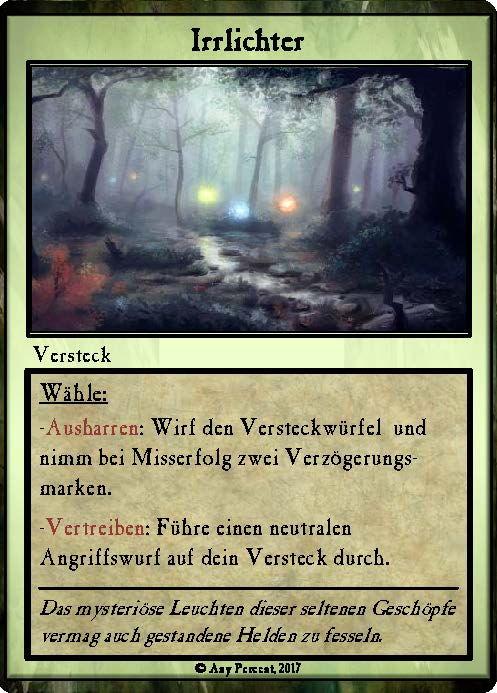 Irrlichter
Versteck
Wähle:
-Ausharren: Wirf den Versteckwürfel und
nimm bei Misserfolg zwei Verzögerungs-
marken.
-Vertreiben: Führe einen neutralen
Angriffswurf auf dein Versteck durch.
Das mysteriöse Leuchten dieser seltenen Geschöpfe
vermag auch gestandene Helden zu fesseln.
© Any Percent, 2017